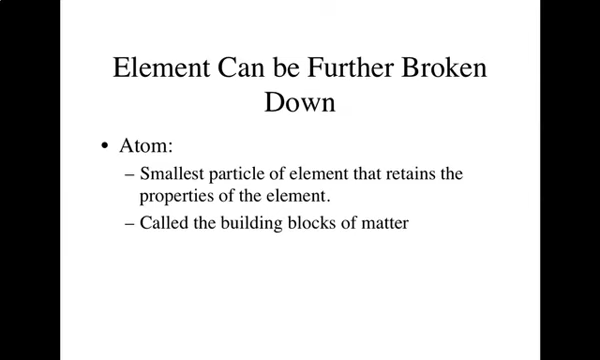 Element Can be Further Broken
Down
• Atom:
– Smallest particle of element that retains the
properties of the element.
– Called the building blocks of matter